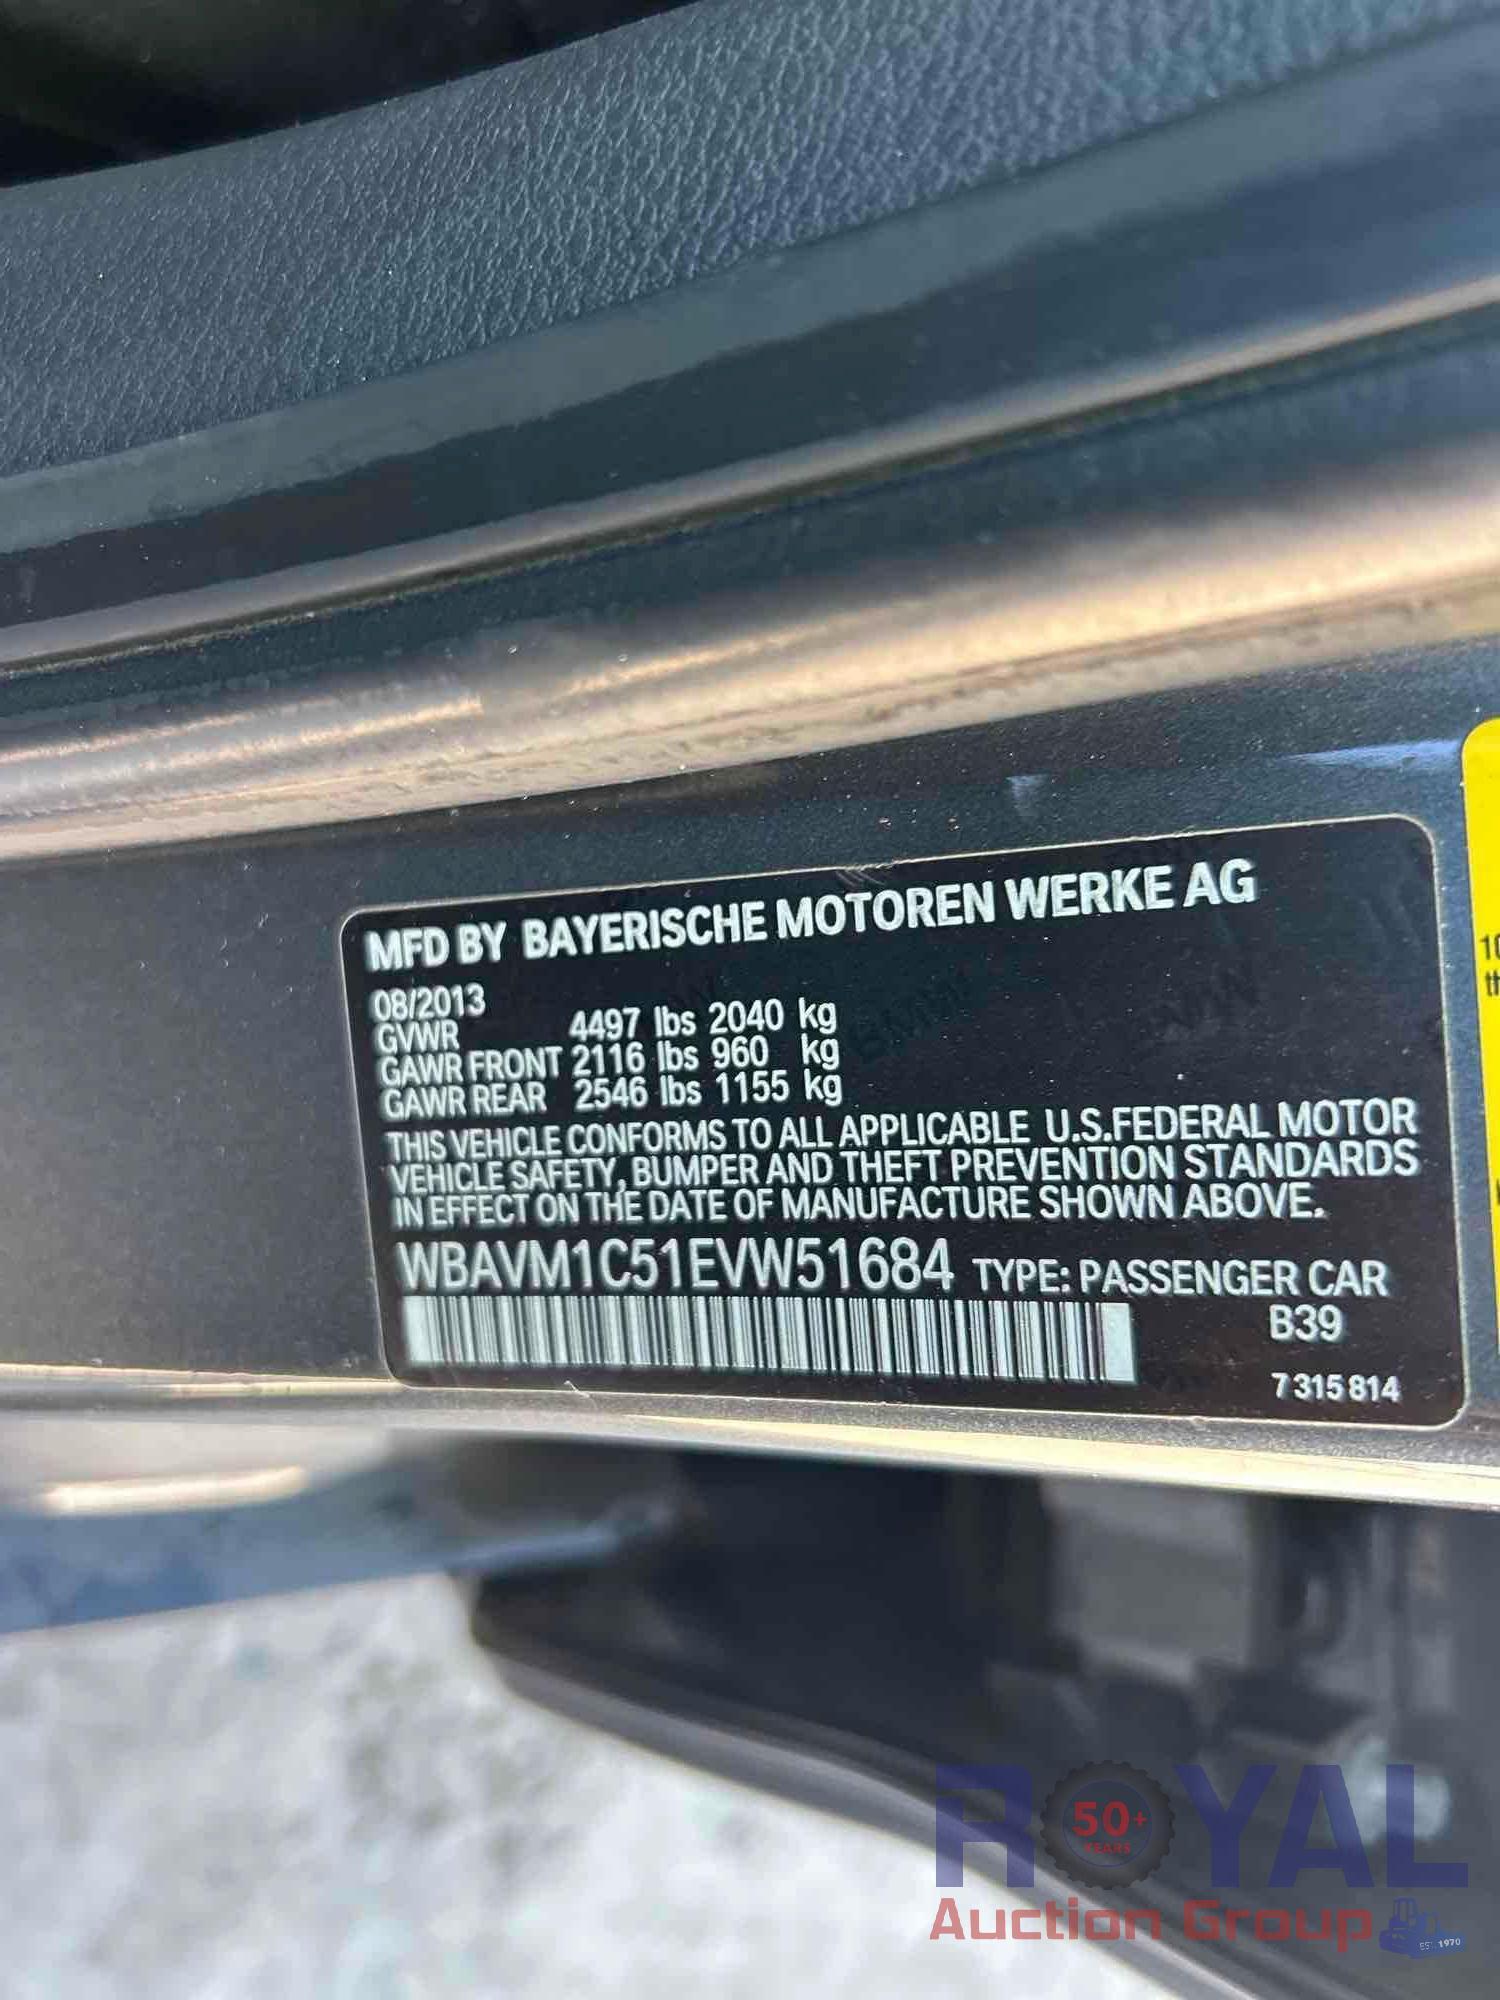 MFD BY BAYERISCHE MOTOREN WERKE AG
08/2013
GVWR 4497 lbs 2040 kg
GAWR FRONT 2116 lbs 960 kg
GAWR REAR 2546 lbs 1155 kg
THIS VEHICLE CONFORMS TO ALL APPLICABLE U.S.FEDERAL MOTOR
VEHICLE SAFETY, BUMPER AND THEFT PREVENTION STANDARDS
IN EFFECT ON THE DATE OF MANUFACTURE SHOWN ABOVE.
WBAVM1C51EVW51684 TYPE: PASSENGER CAR
B39
7 315 814
ROYAL
50+
YEARS
Auction Group
EST. 1970